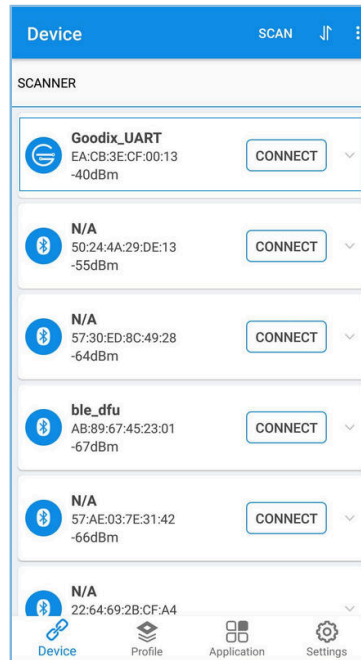 Device SCAN
SCANNER
Goodix_UART
EA:CB:3E:CF:00:13
-40dBm
CONNECT
N/A
50:24:4A:29:DE:13
-55dBm
CONNECT
N/A
57:30:ED:8C:49:28
-64dBm
CONNECT
ble_dfu
AB:89:67:45:23:01
-67dBm
CONNECT
N/A
57:AE:03:7E:31:42
-66dBm
CONNECT
N/A
22:64:69:2B:CF:A4
Device Profile Application Settings